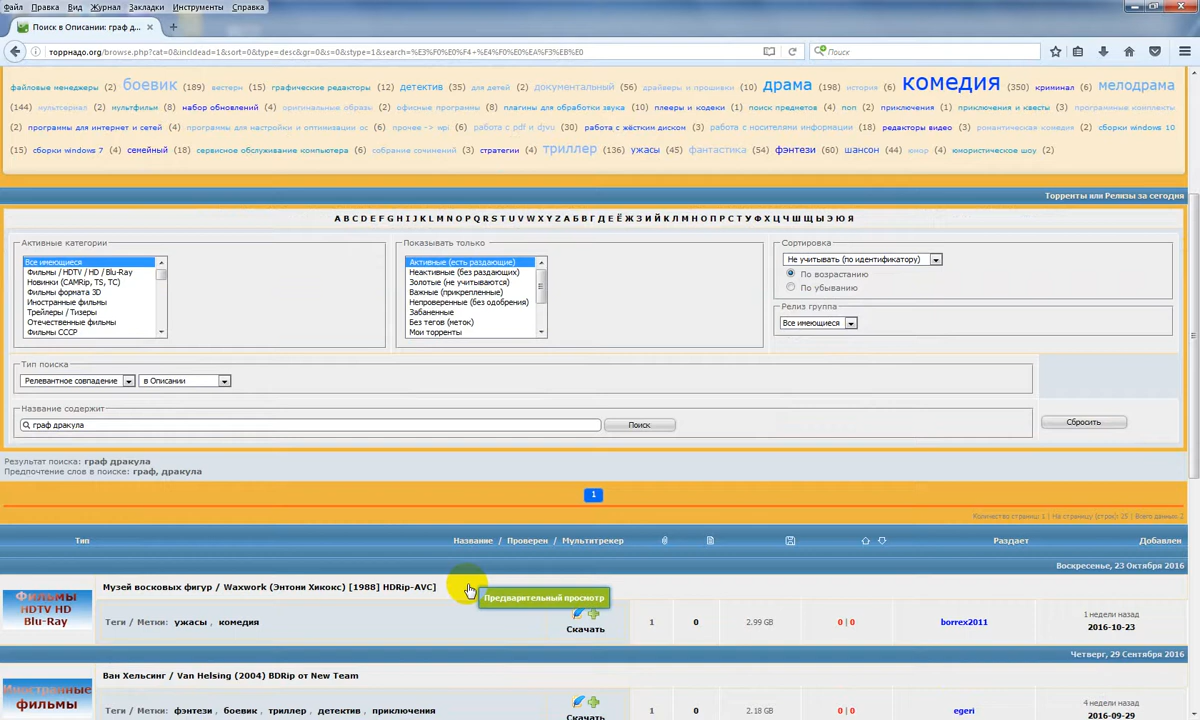 Файл Правка Вид Журнал Закладки Инструменты Справка
Поиск в Описании: граф д...
торрнадо.org/browse.php?cat=0&incldead=1&sort=0&type=desc&gr=0&s=0&stype=1&search=%E3%F0%E0%F4+%E4%F0%E0%EA%F3%EB%E0
Поиск
файловые менеджеры (2) боевик (189) вестерн (15) графические редакторы (12) детектив (35) для детей (2) документальный (56) драйверы и прошивки (10) драма (198) история (6) комедия (350) криминал (6) мелодрама
(144) мультсериал (2) мультфильм (8) набор обновлений (4) оригинальные образы (2) офисные программы (8) плагины для обработки звука (10) плееры и кодеки (1) поиск предметов (4) поп (2) приключения (1) приключения и квесты (3) программные комплекты
(2) программы для интернет и сетей (4) программы для настройки и оптимизации ос (6) прочее -> wpi (6) работа с pdf и djvu (30) работа с жёстким диском (3) работа с носителями информации (18) редакторы видео (3) романтическая комедия (2) сборки windows 10
(15) сборки windows 7 (4) семейный (18) сервисное обслуживание компьютера (6) собрание сочинений (3) стратегии (4) триллер (136) ужасы (45) фантастика (54) фэнтези (60) шансон (44) юмор (4) юмористическое шоу (2)
Торренты или Релизы за сегодня
A B C D E F G H I J K L M N O P Q R S T U V W X Y Z А Б В Г Д Е Ё Ж З И Й К Л М Н О П Р С Т У Ф Х Ц Ч Ш Щ Ы Э Ю Я
Активные категории
Все имеющиеся
Фильмы / HDTV / HD / Blu-Ray
Новинки (CAMRip, TS, TC)
Фильмы формата 3D
Иностранные фильмы
Трейлеры / Тизеры
Отечественные фильмы
Фильмы СССР
Показывать только
Активные (есть раздающие)
Неактивные (без раздающих)
Золотые (не учитываются)
Важные (прикрепленные)
Непроверенные (без одобрения)
Забаненные
Без тегов (меток)
Мои торренты
Сортировка
Не учитывать (по идентификатору)
По возрастанию
По убыванию
Релиз группа
Все имеющиеся
Тип поиска
Релевантное совпадение в Описании
Название содержит
граф дракула Поиск Сбросить
Результат поиска: граф дракула
Предпочтение слов в поиске: граф, дракула
1
Количество страниц: 1 | На страницу (строк): 25 | Всего данных: 2
Тип Название / Проверен / Мультитрекер Раздает Добавлен
Воскресенье, 23 Октября 2016
Фильмы HDTV HD Blu-Ray
Музей восковых фигур / Waxwork (Энтони Хикокс) [1988] HDRip-AVC]
Предварительный просмотр
Теги / Метки: ужасы , комедия Скачать 1 0 2.99 GB 0 | 0 borrex2011 1 недели назад 2016-10-23
Четверг, 29 Сентября 2016
Иностранные фильмы
Ван Хельсинг / Van Helsing (2004) BDRip от New Team
Теги / Метки: фэнтези , боевик , триллер , детектив , приключения Скачать 1 0 2.18 GB 0 | 0 egeri 4 недели назад 2016-09-29